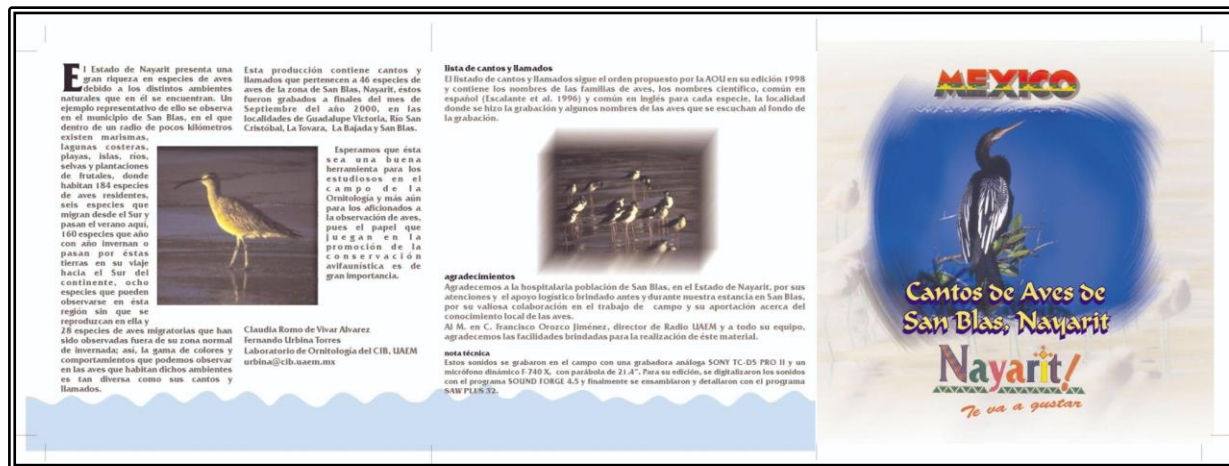 El Estado de Nayarit presenta una
gran riqueza en especies de aves
debido a los distintos ambientes
naturales que en él se encuentran. Un
ejemplo representativo de ello se observa
en el municipio de San Blas, en el que
dentro de un radio de pocos kilómetros
existen marismas,
lagunas costeras,
playas, islas, ríos,
selvas y plantaciones
de frutales, donde
habitan 184 especies
de aves residentes,
seis especies que
migran desde el Sur y
pasan el verano aquí,
160 especies que año
con año invernan o
pasan por éstas
tierras en su viaje
hacia el Sur del
continente, ocho
especies que pueden
observarse en ésta
región sin que se
reproduzcan en ella y
28 especies de aves migratorias que han
sido observadas fuera de su zona normal
de invernada; así, la gama de colores y
comportamientos que podemos observar
en las aves que habitan dichos ambientes
es tan diversa como sus cantos y
llamados.
Esta producción contiene cantos y
llamados que pertenecen a 46 especies de
aves de la zona de San Blas, Nayarit, éstos
fueron grabados a finales del mes de
Septiembre del año 2000, en las
localidades de Guadalupe Victoria, Río San
Cristóbal, La Tovara, La Bajada y San Blas.
Esperamos que ésta
sea una buena
herramienta para los
estudiosos en el
campo de la
Ornitología y más aún
para los aficionados a
la observación de aves,
pues el papel que
juegan en la
promoción de la
conservación
avifaunística es de
gran importancia.
Claudia Romo de Vivar Alvarez
Fernando Urbina Torres
Laboratorio de Ornitología del CIB, UAEM
urbina@cib.uaem.mx
lista de cantos y llamados
El listado de cantos y llamados sigue el orden propuesto por la AOU en su edición 1998
y contiene los nombres de las familias de aves, los nombres científico, común en
español (Escalante et al. 1996) y común en inglés para cada especie, la localidad
donde se hizo la grabación y algunos nombres de las aves que se escuchan al fondo de
la grabación.
agradecimientos
Agradecemos a la hospitalaria población de San Blas, en el Estado de Nayarit, por sus
atenciones y el apoyo logístico brindado antes y durante nuestra estancia en San Blas,
por su valiosa colaboración en el trabajo de campo y su aportación acerca del
conocimiento local de las aves.
Al M. en C. Francisco Orozco Jiménez, director de Radio UAEM y a todo su equipo,
agradecemos las facilidades brindadas para la realización de éste material.
nota técnica
Estos sonidos se grabaron en el campo con una grabadora análoga SONY TC-D5 PRO II y un
micrófono dinámico f-740 X, con parábola de 21.4". Para su edición, se digitalizaron los sonidos
con el programa SOUND FORGE 4.5 y finalmente se ensamblaron y detallaron con el programa
SAW PLUS 32.
MEXICO
Cantos de Aves de
San Blas, Nayarit
Nayarit!
Te va a gustar